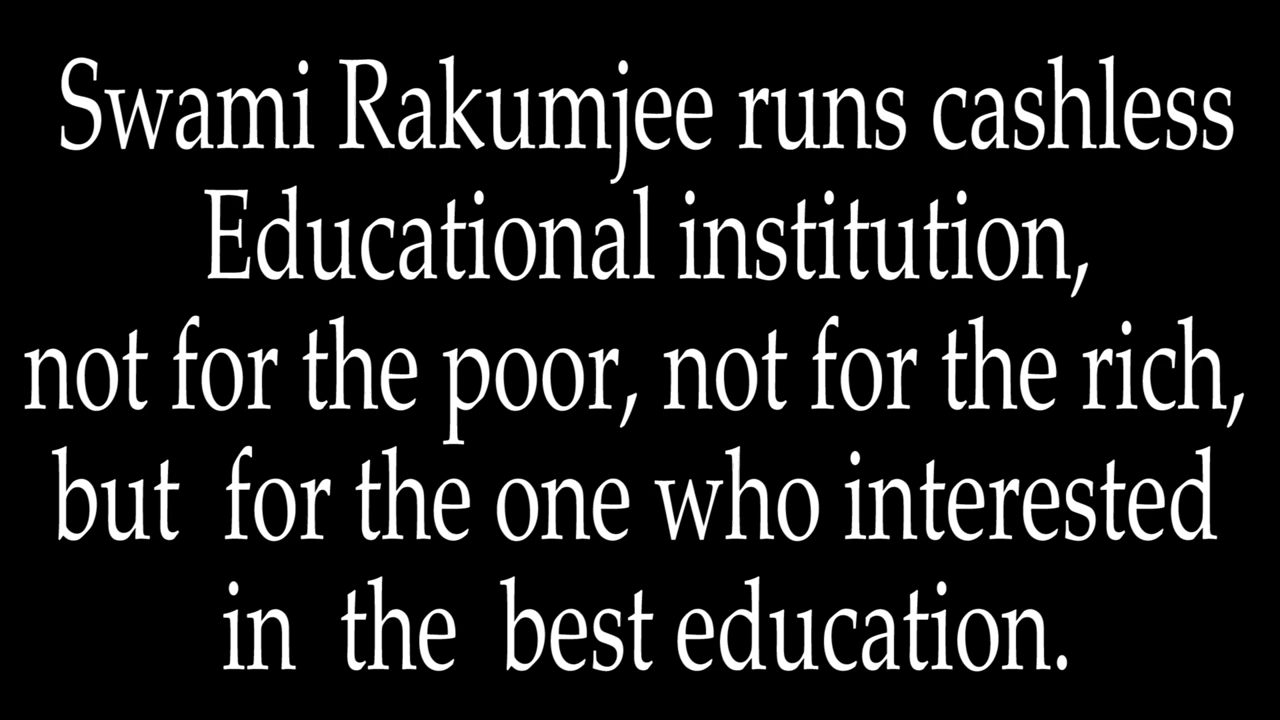 Swami Rakumjee runs cashless
Educational institution,
not for the poor, not for the rich,
but for the one who interested
in the best education.